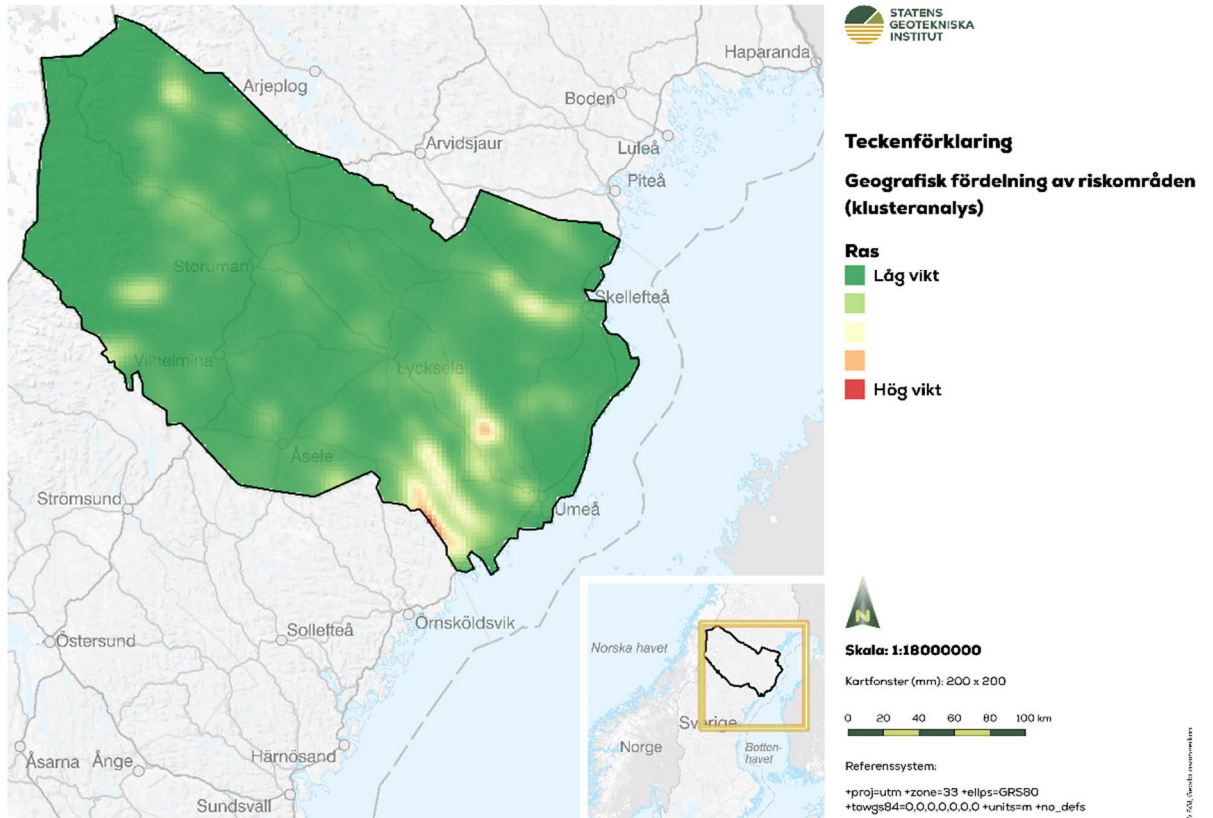 Haparanda
Arjeplog
Boden
Arvidsjaur
Luleå
Piteå
Storuman
Skellefteå
Vilhelmina
Lycksele
Åsele
Strömsund
Umeå
Örnsköldsvik
Sollefteå
Östersund
Härnösand
Åsarna
Ånge
Sundsvall
Norska havet
Sverige
Norge
Botten-
havet
STATENS
GEOTEKNISKA
INSTITUT
Teckenförklaring
Geografisk fördelning av riskområden
(klusteranalys)
Ras
Låg vikt
Hög vikt
N
Skala: 1:18000000
Kartfonster (mm): 200 x 200
0 20 40 60 80 100 km
Referenssystem:
+proj=utm +zone=33 +ellps=GRS80
+towgs84=0,0,0,0,0,0,0 +units=m +no_defs